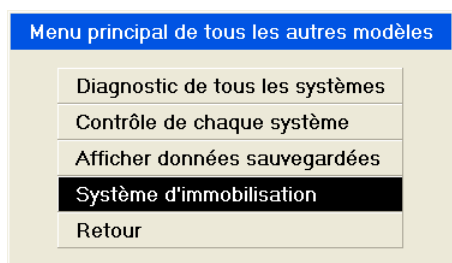 Menu principal de tous les autres modèles
Diagnostic de tous les systèmes
Contrôle de chaque système
Afficher données sauvegardées
Système d'immobilisation
Retour